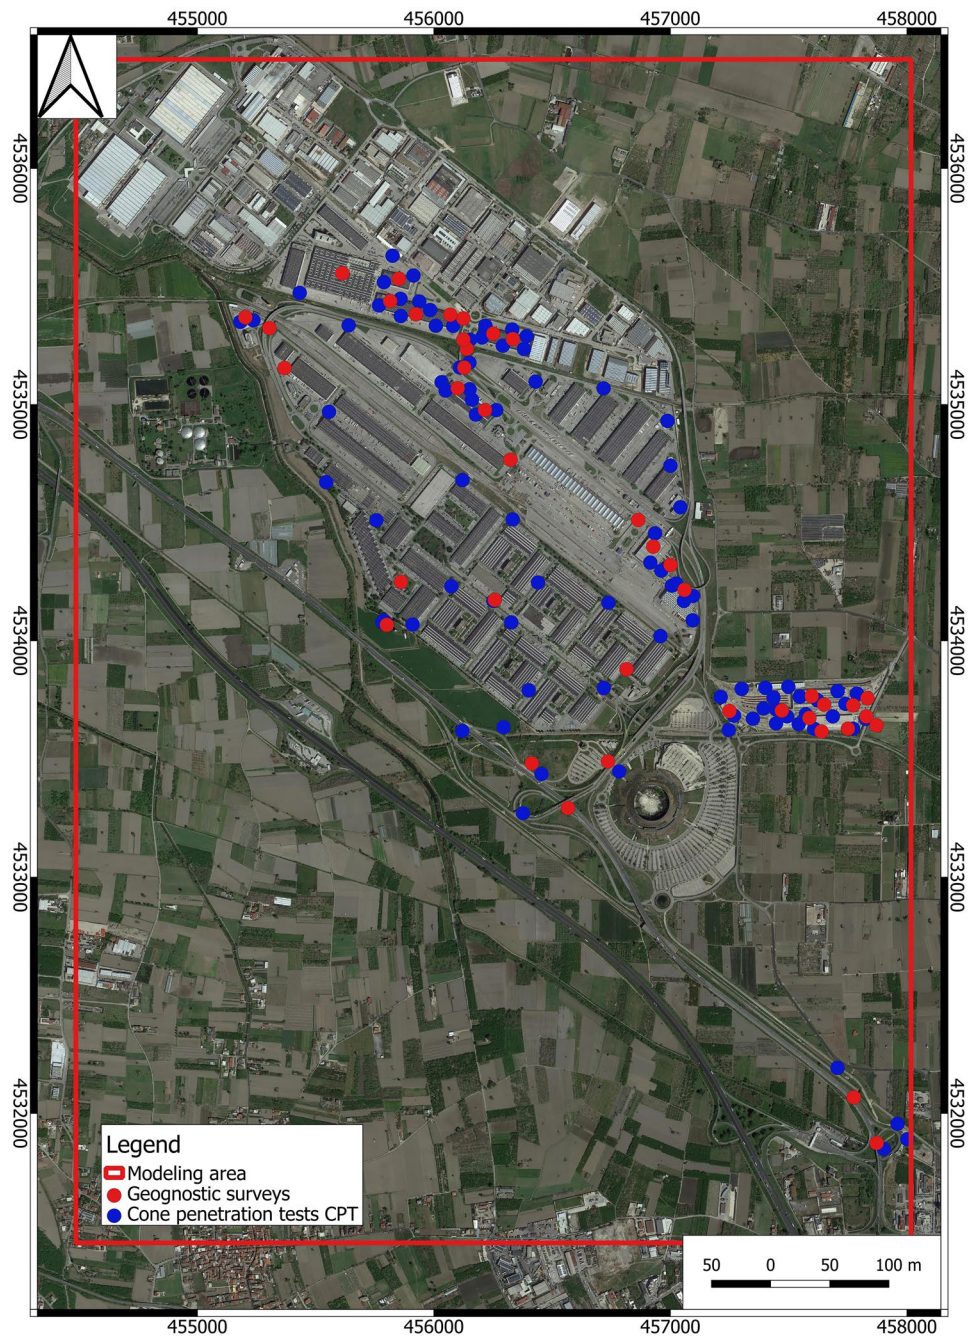 455000 456000 457000 458000
4536000 4536000
4535000 4535000
4534000 4534000
4533000 4533000
4532000 4532000
Legend
Modeling area
Geognostic surveys
Cone penetration tests CPT
50 0 50 100 m
455000 456000 457000 458000